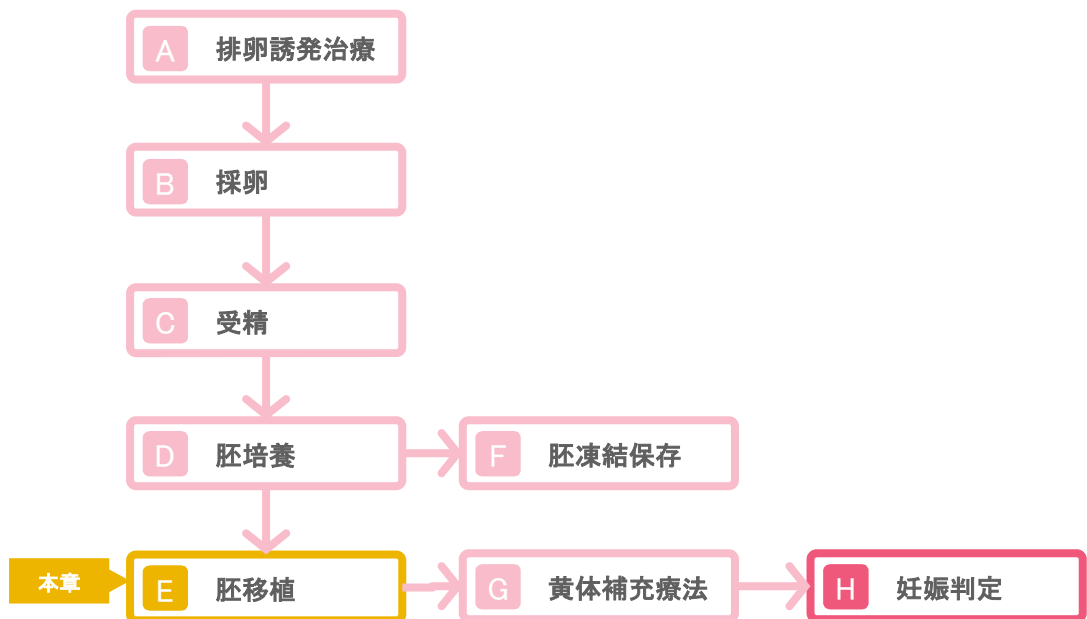 A 排卵誘発治療
B 採卵
C 受精
D 胚培養
F 胚凍結保存
本章
E 胚移植
G 黄体補充療法
H 妊娠判定